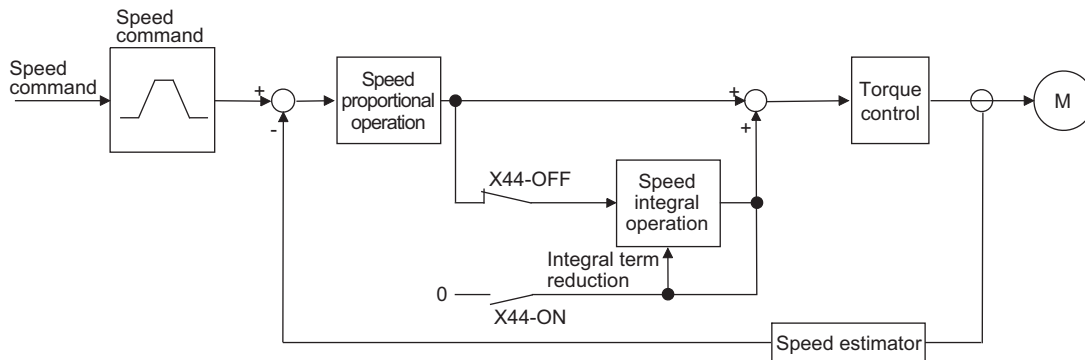 Speed
command
Speed
command
+
-
Speed
proportional
operation
+
+
Torque
control
M
X44-OFF
Speed
integral
operation
Integral term
reduction
0
X44-ON
Speed estimator